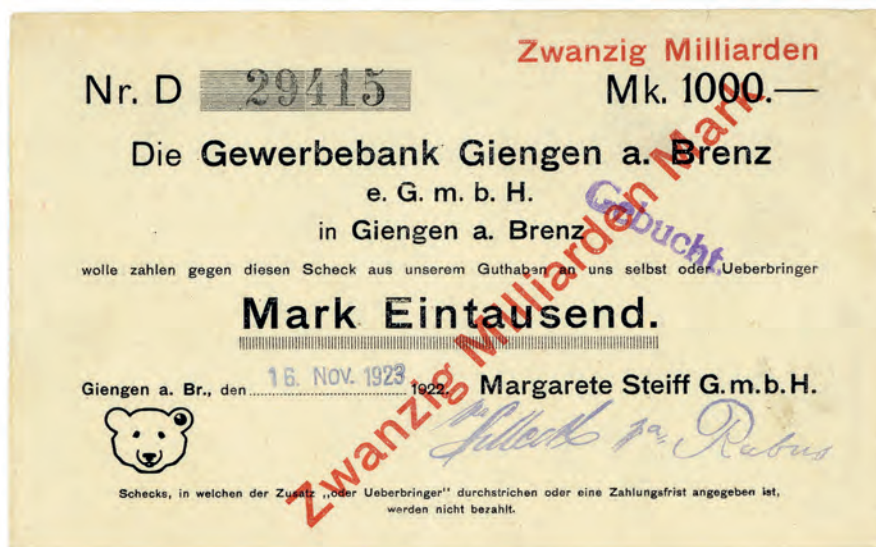 Zwanzig Milliarden
Nr. D 29415 Mk. 1000.—
Die Gewerbebank Giengen a. Brenz
e. G. m. b. H.
in Giengen a. Brenz
Gebucht.
wolle zahlen gegen diesen Scheck aus unserem Guthaben an uns selbst oder Ueberbringer
Mark Eintausend.
Zwanzig Milliarden Mark
Giengen a. Br., den 16. NOV. 1923 1922. Margarete Steiff G.m.b.H.
pa. Rabus
Schecks, in welchen der Zusatz „oder Ueberbringer" durchstrichen oder eine Zahlungsfrist angegeben ist,
werden nicht bezahlt.